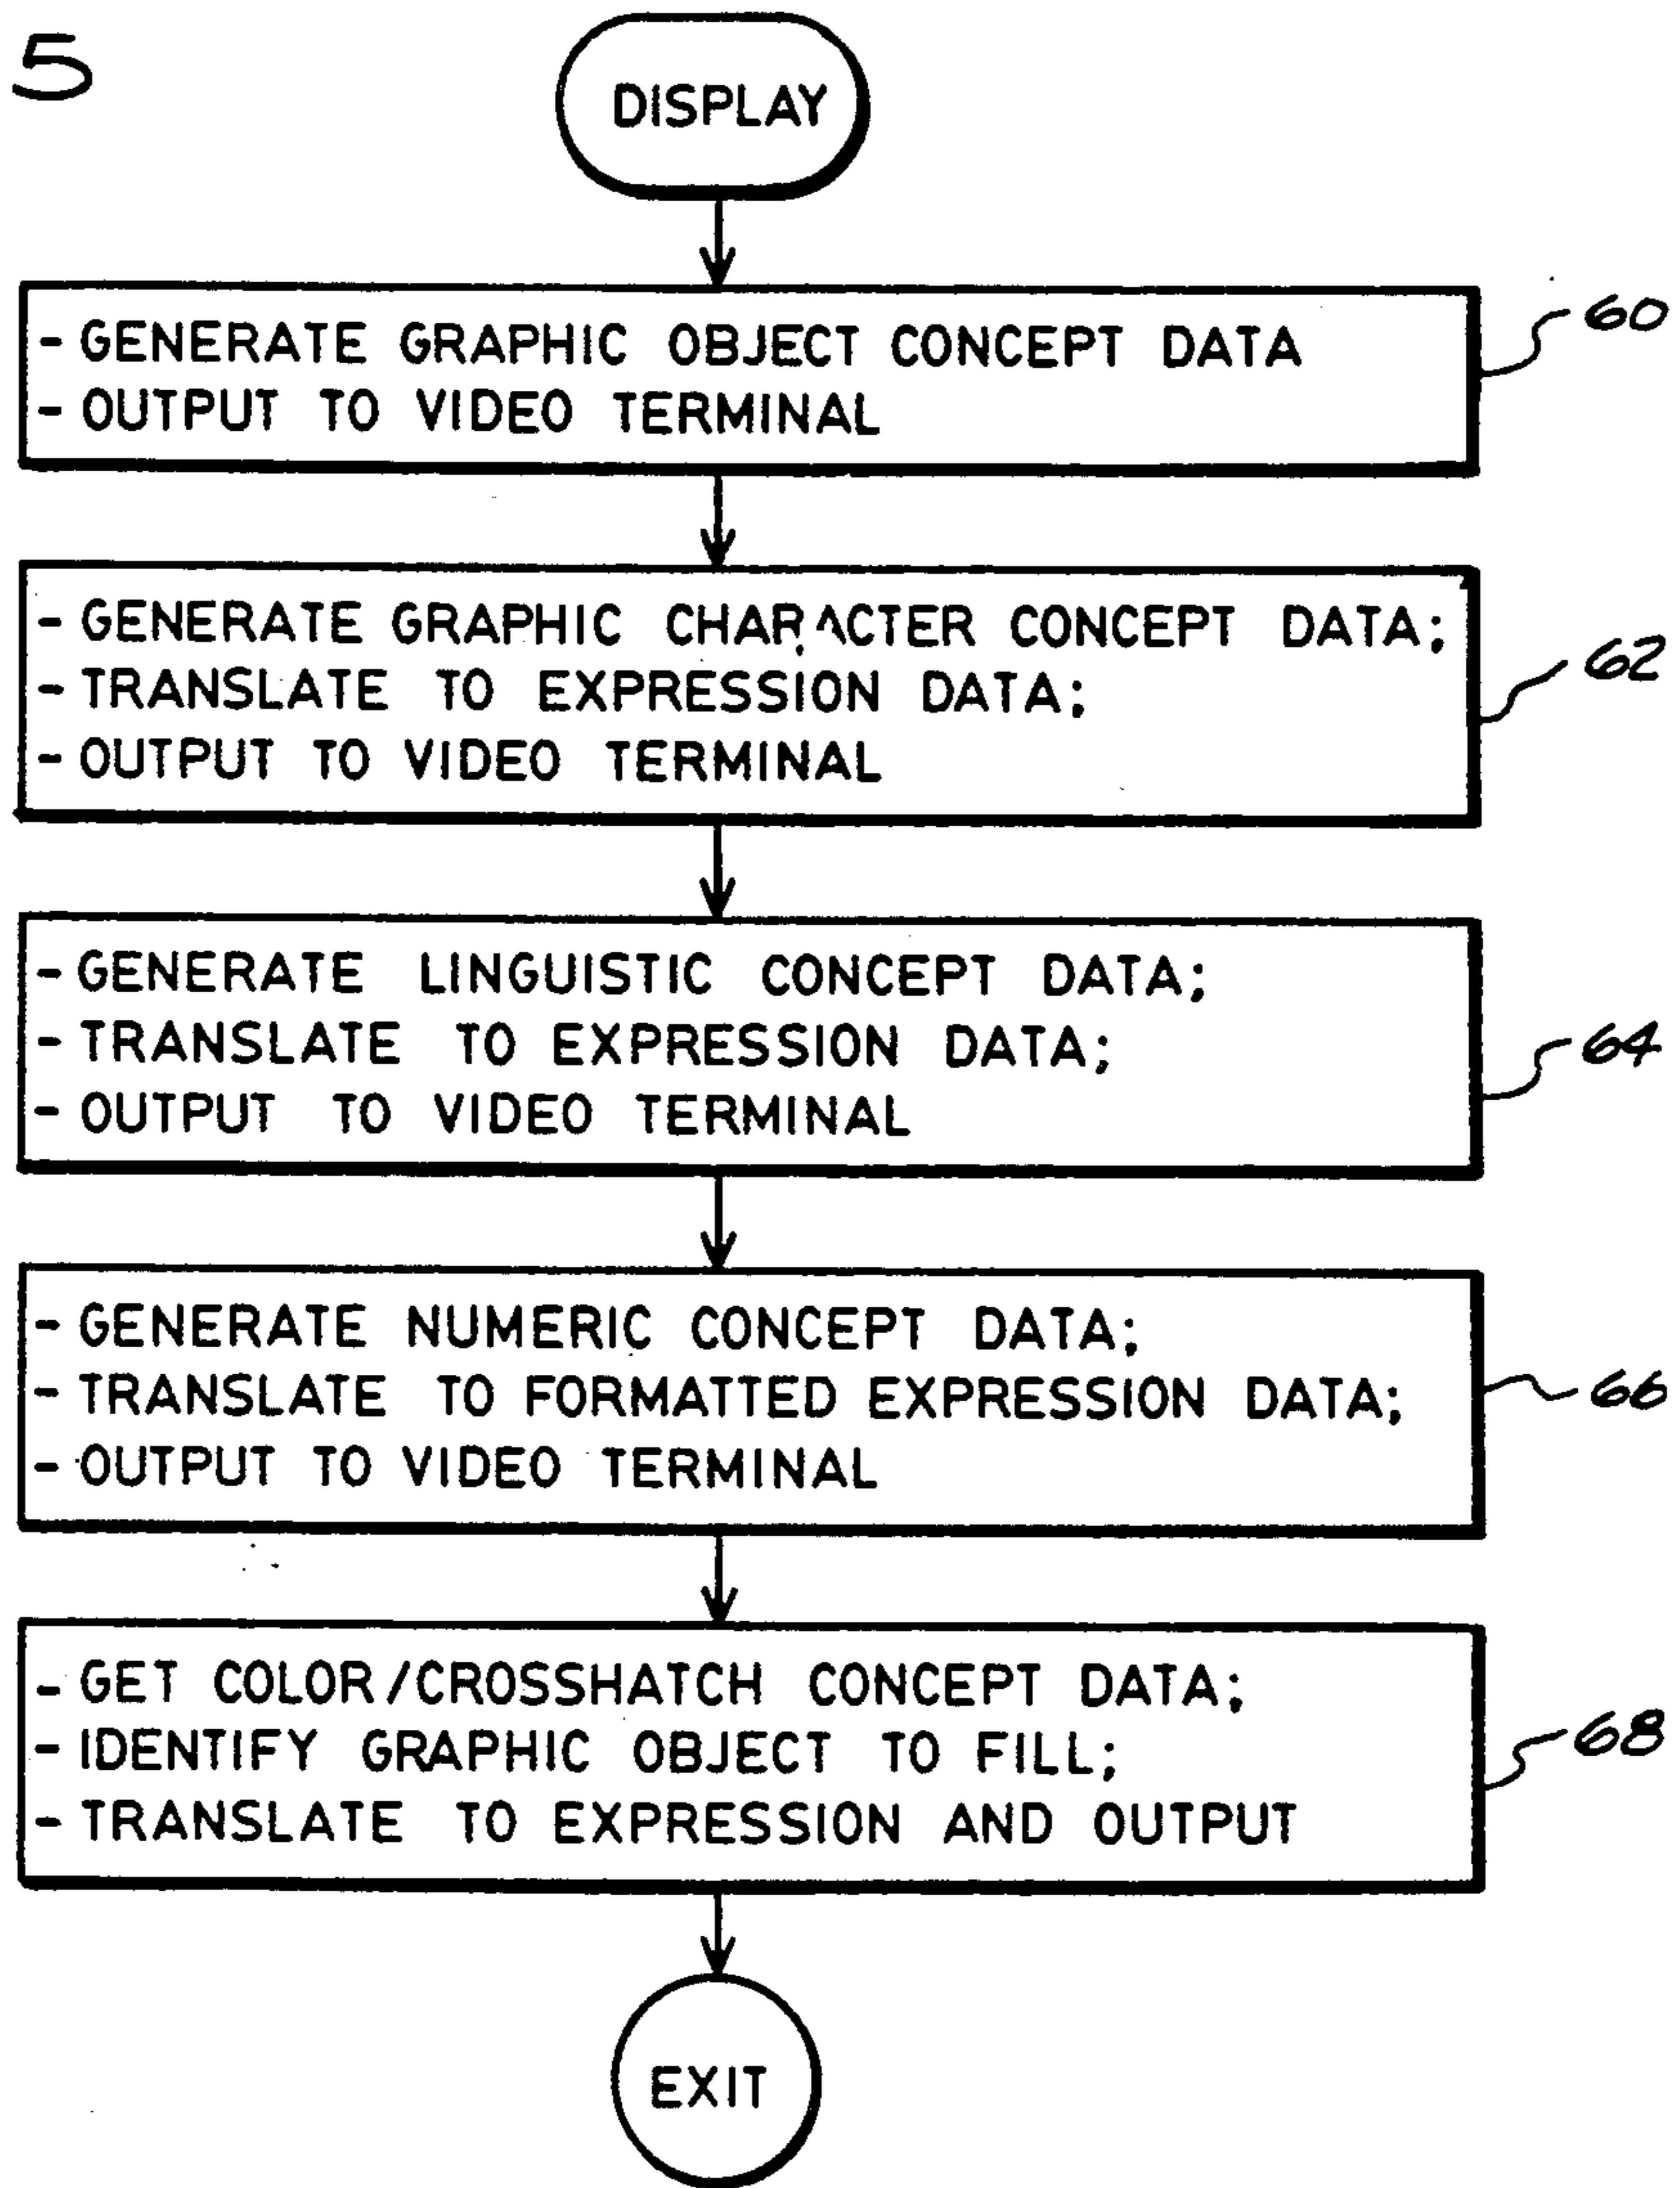 5
DISPLAY
- GENERATE GRAPHIC OBJECT CONCEPT DATA
- OUTPUT TO VIDEO TERMINAL
60
- GENERATE GRAPHIC CHARACTER CONCEPT DATA;
- TRANSLATE TO EXPRESSION DATA;
- OUTPUT TO VIDEO TERMINAL
62
- GENERATE LINGUISTIC CONCEPT DATA;
- TRANSLATE TO EXPRESSION DATA;
- OUTPUT TO VIDEO TERMINAL
64
- GENERATE NUMERIC CONCEPT DATA;
- TRANSLATE TO FORMATTED EXPRESSION DATA;
- OUTPUT TO VIDEO TERMINAL
66
- GET COLOR/CROSSHATCH CONCEPT DATA;
- IDENTIFY GRAPHIC OBJECT TO FILL;
- TRANSLATE TO EXPRESSION AND OUTPUT
68
EXIT